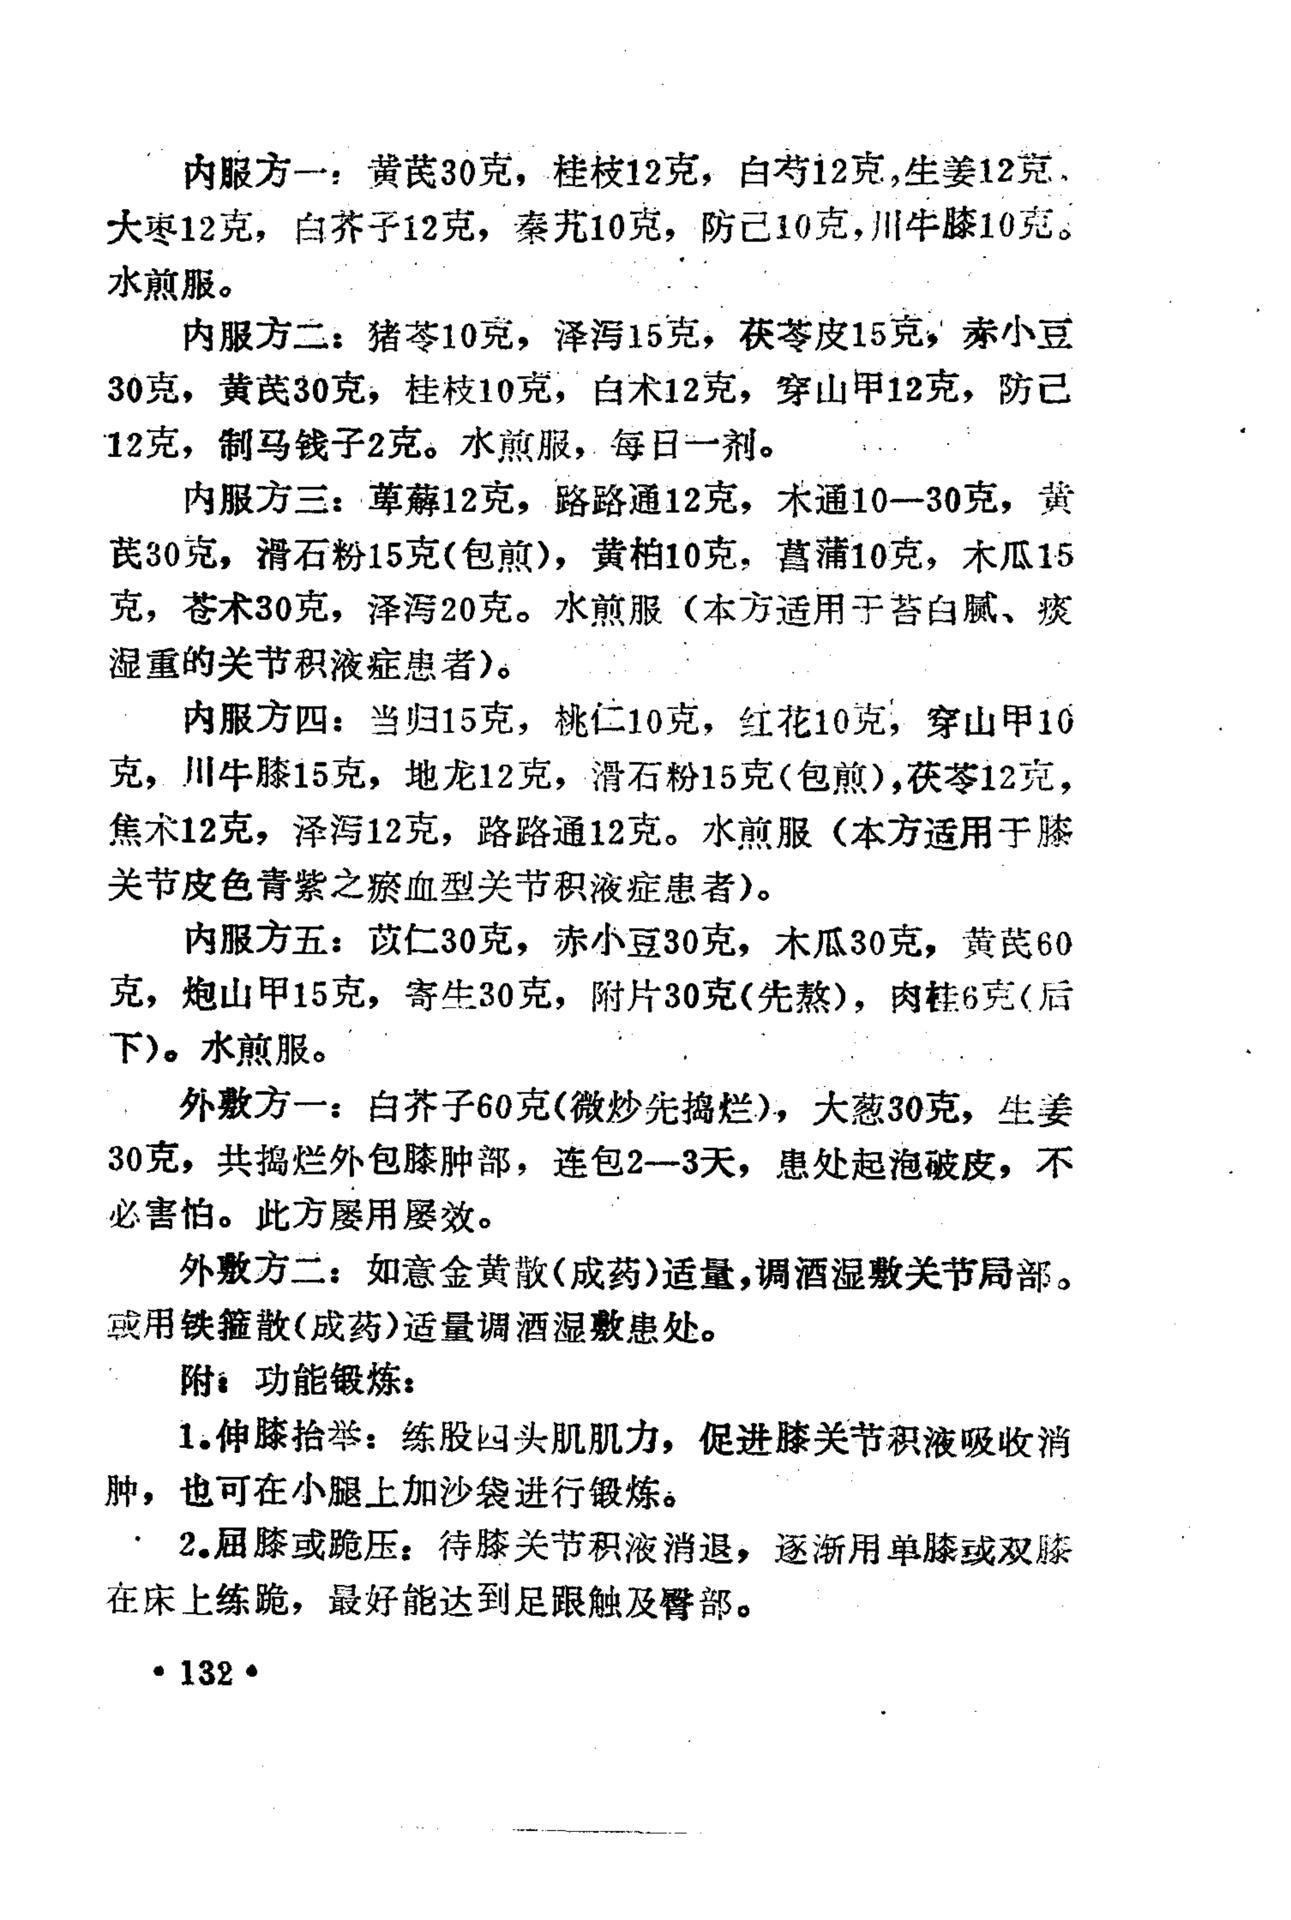 内服方一：黄芪30克，桂枝12克，白芍12克，生姜12克、
大枣12克，白芥子12克，秦艽10克，防己10克，川牛膝10克。
水煎服。
内服方二：猪苓10克，泽泻15克，茯苓皮15克，赤小豆
30克，黄芪30克，桂枝10克，白术12克，穿山甲12克，防己
12克，制马钱子2克。水煎服，每日一剂。
内服方三：萆薢12克，路路通12克，木通10—30克，黄
芪30克，滑石粉15克(包煎)，黄柏10克，菖蒲10克，木瓜15
克，苍术30克，泽泻20克。水煎服（本方适用于苔白腻、痰
湿重的关节积液症患者)。
内服方四：当归15克，桃仁10克，红花10克，穿山甲10
克，川牛膝15克，地龙12克，滑石粉15克(包煎)，茯苓12克，
焦术12克，泽泻12克，路路通12克。水煎服（本方适用于膝
关节皮色青紫之瘀血型关节积液症患者)。
内服方五：苡仁30克，赤小豆30克，木瓜30克，黄芪60
克，炮山甲15克，寄生30克，附片30克(先熬)，肉桂6克(后
下)。水煎服。
外敷方一：白芥子60克(微炒先捣烂)，大葱30克，生姜
30克，共捣烂外包膝肿部，连包2—3天，患处起泡破皮，不
必害怕。此方屡用屡效。
外敷方二：如意金黄散(成药)适量，调酒湿敷关节局部。
或用铁箍散(成药)适量调酒湿敷患处。
附：功能锻炼：
1.伸膝抬举：练股四头肌肌力，促进膝关节积液吸收消
肿，也可在小腿上加沙袋进行锻炼。
2.屈膝或跪压：待膝关节积液消退，逐渐用单膝或双膝
在床上练跪，最好能达到足跟触及臀部。
•132•